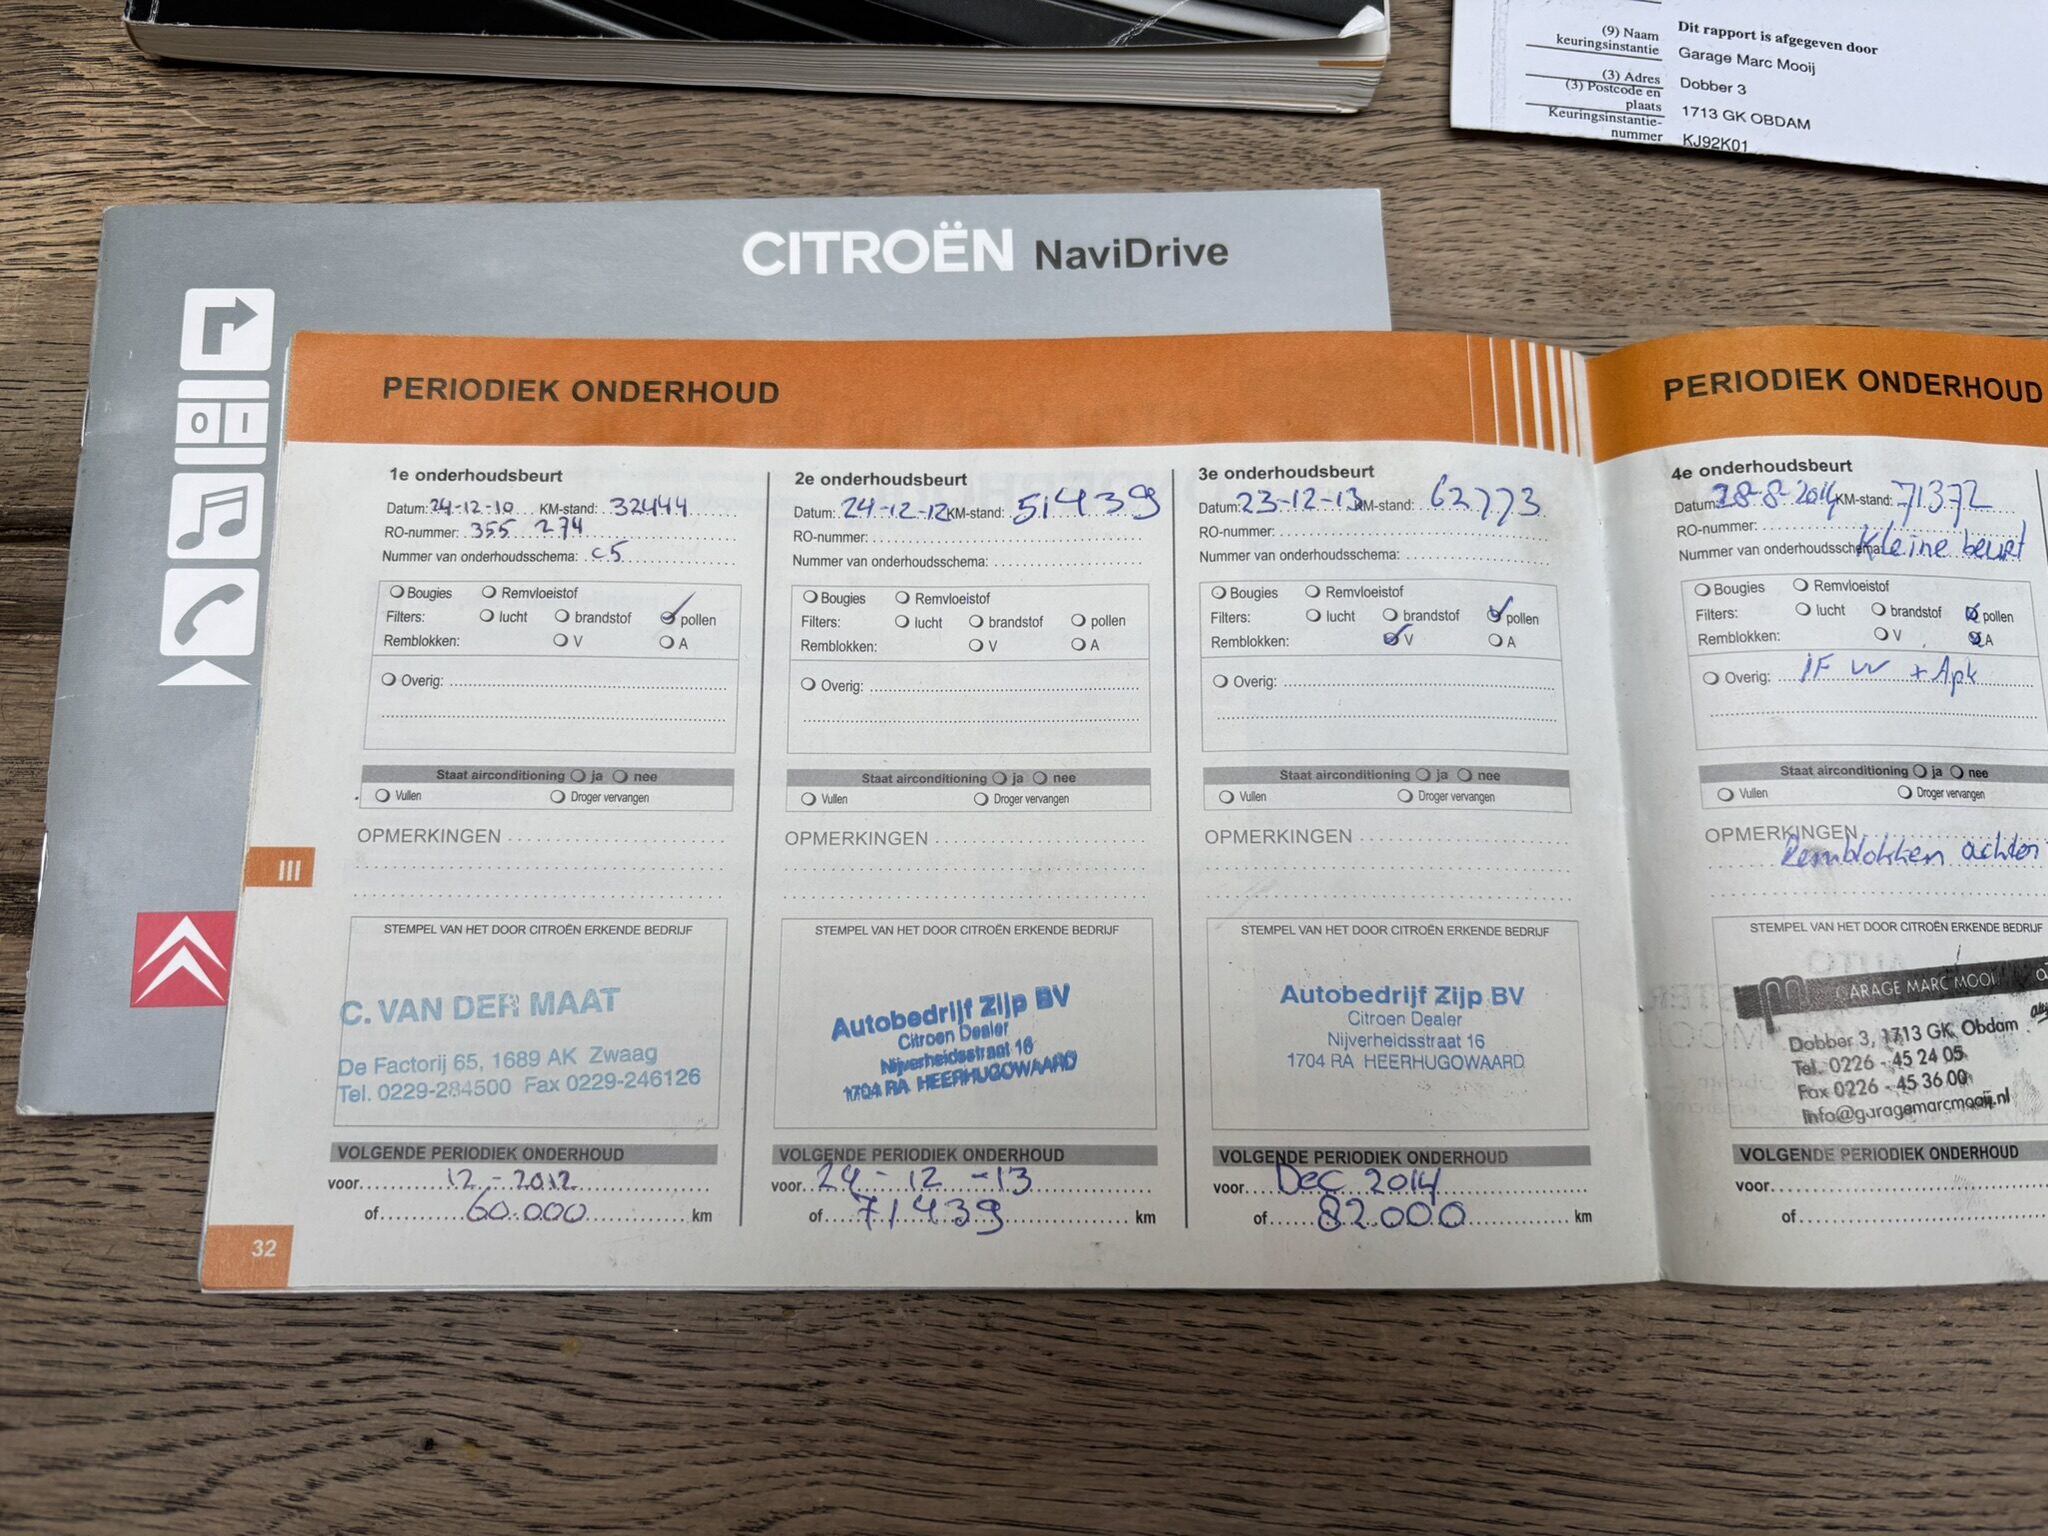 (9) Naam keuringsinstantie
Dit rapport is afgegeven door
Garage Marc Mooij
(3) Adres
Dobber 3
(3) Postcode en plaats
1713 GK OBDAM
Keuringsinstantie-nummer
KJ92K01
CITROËN NaviDrive
0 1
PERIODIEK ONDERHOUD
1e onderhoudsbeurt
Datum: 24-12-10 KM-stand: 32444
RO-nummer: 355 274
Nummer van onderhoudsschema: C5
Bougies Remvloeistof
Filters: lucht brandstof pollen
Remblokken: V A
Overig:
Staat airconditioning ja nee
Vullen Droger vervangen
OPMERKINGEN
STEMPEL VAN HET DOOR CITROËN ERKENDE BEDRIJF
C. VAN DER MAAT
De Factorij 65, 1689 AK Zwaag
Tel. 0229-284500 Fax 0229-246126
VOLGENDE PERIODIEK ONDERHOUD
voor 12-2012
of 60.000 km
2e onderhoudsbeurt
Datum: 24-12-12 KM-stand: 51439
RO-nummer:
Nummer van onderhoudsschema:
Bougies Remvloeistof
Filters: lucht brandstof pollen
Remblokken: V A
Overig:
Staat airconditioning ja nee
Vullen Droger vervangen
OPMERKINGEN
STEMPEL VAN HET DOOR CITROËN ERKENDE BEDRIJF
Autobedrijf Zijp BV
Citroen Dealer
Nijverheidsstraat 16
1704 RA HEERHUGOWAARD
VOLGENDE PERIODIEK ONDERHOUD
voor 24-12-13
of 71439 km
3e onderhoudsbeurt
Datum: 23-12-13 KM-stand: 62773
RO-nummer:
Nummer van onderhoudsschema:
Bougies Remvloeistof
Filters: lucht brandstof pollen
Remblokken: V A
Overig:
Staat airconditioning ja nee
Vullen Droger vervangen
OPMERKINGEN
STEMPEL VAN HET DOOR CITROËN ERKENDE BEDRIJF
Autobedrijf Zijp BV
Citroen Dealer
Nijverheidsstraat 16
1704 RA HEERHUGOWAARD
VOLGENDE PERIODIEK ONDERHOUD
voor Dec 2014
of 82000 km
III
32
PERIODIEK ONDERHOUD
4e onderhoudsbeurt
Datum: 28-8-2014 KM-stand: 71372
RO-nummer:
Nummer van onderhoudsschema: Kleine beurt
Bougies Remvloeistof
Filters: lucht brandstof pollen
Remblokken: V A
Overig: + Apk
Staat airconditioning ja nee
Vullen Droger vervangen
OPMERKINGEN
Remblokken achter
STEMPEL VAN HET DOOR CITROËN ERKENDE BEDRIJF
GARAGE MARC MOOIJ
Dobber 3, 1713 GK Obdam
Tel. 0226 - 45 24 05
Fax 0226 - 45 36 00
info@garagemarcmooij.nl
VOLGENDE PERIODIEK ONDERHOUD
voor
of